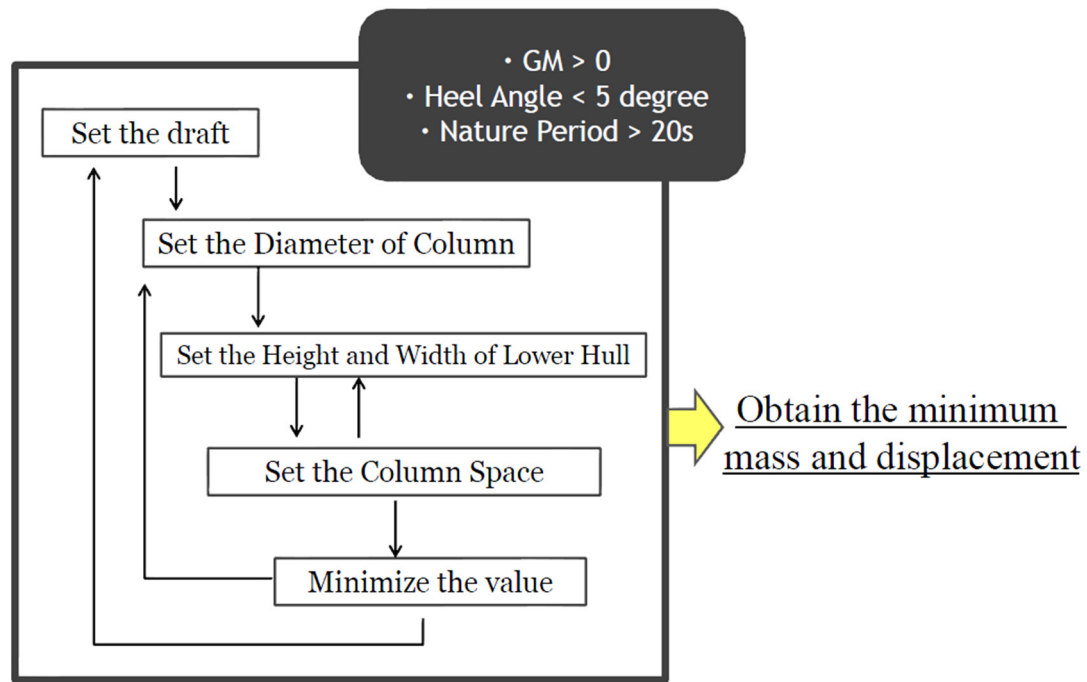 ・GM > 0
・Heel Angle < 5 degree
・Nature Period > 20s
Set the draft
Set the Diameter of Column
Set the Height and Width of Lower Hull
Set the Column Space
Minimize the value
Obtain the minimum
mass and displacement